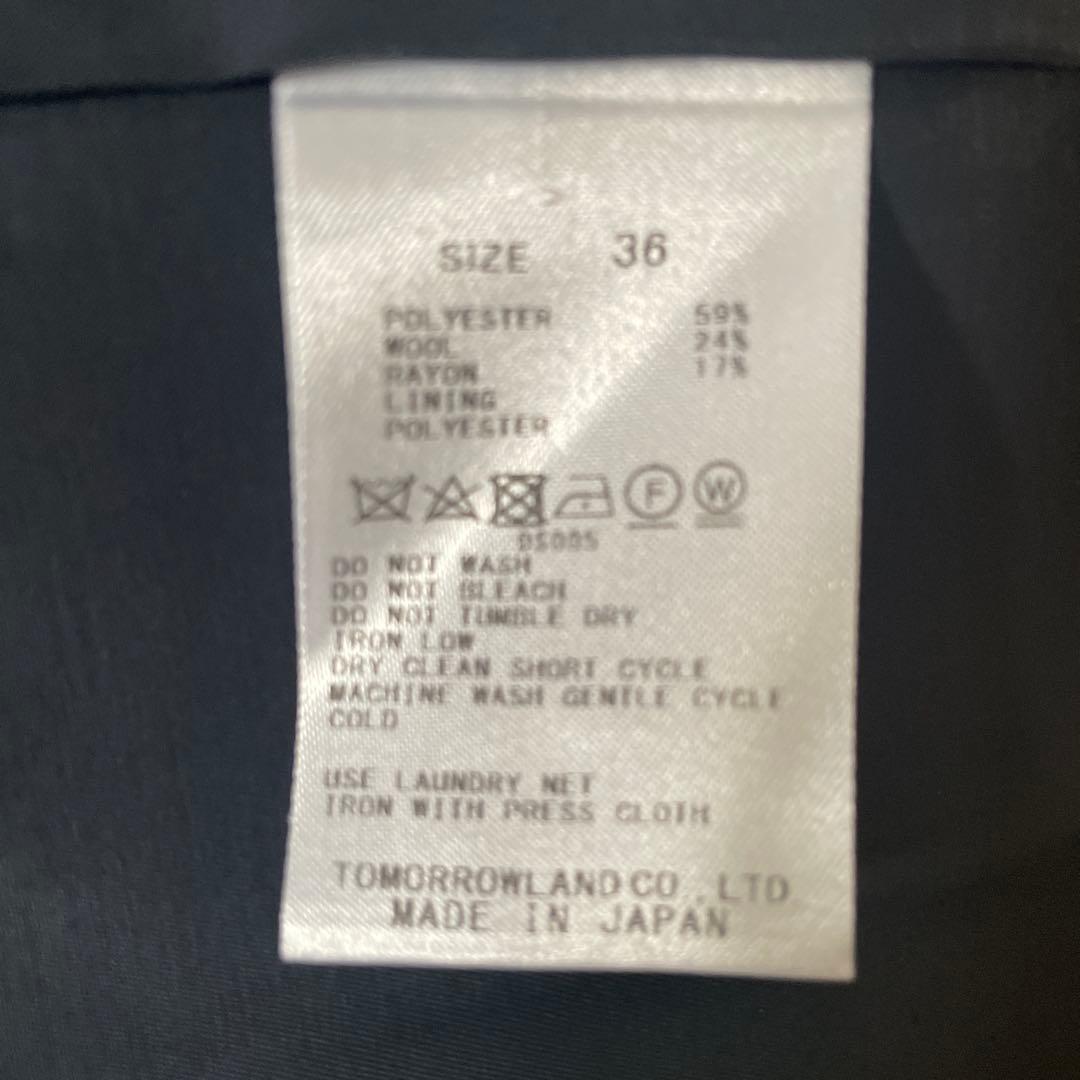 SIZE 36
POLYESTER 59%
WOOL 24%
RAYON 17%
LINING
POLYESTER
F W
DS005
DO NOT WASH
DO NOT BLEACH
DO NOT TUMBLE DRY
IRON LOW
DRY CLEAN SHORT CYCLE
MACHINE WASH GENTLE CYCLE
COLD
USE LAUNDRY NET
IRON WITH PRESS CLOTH
TOMORROWLAND CO.,LTD
MADE IN JAPAN